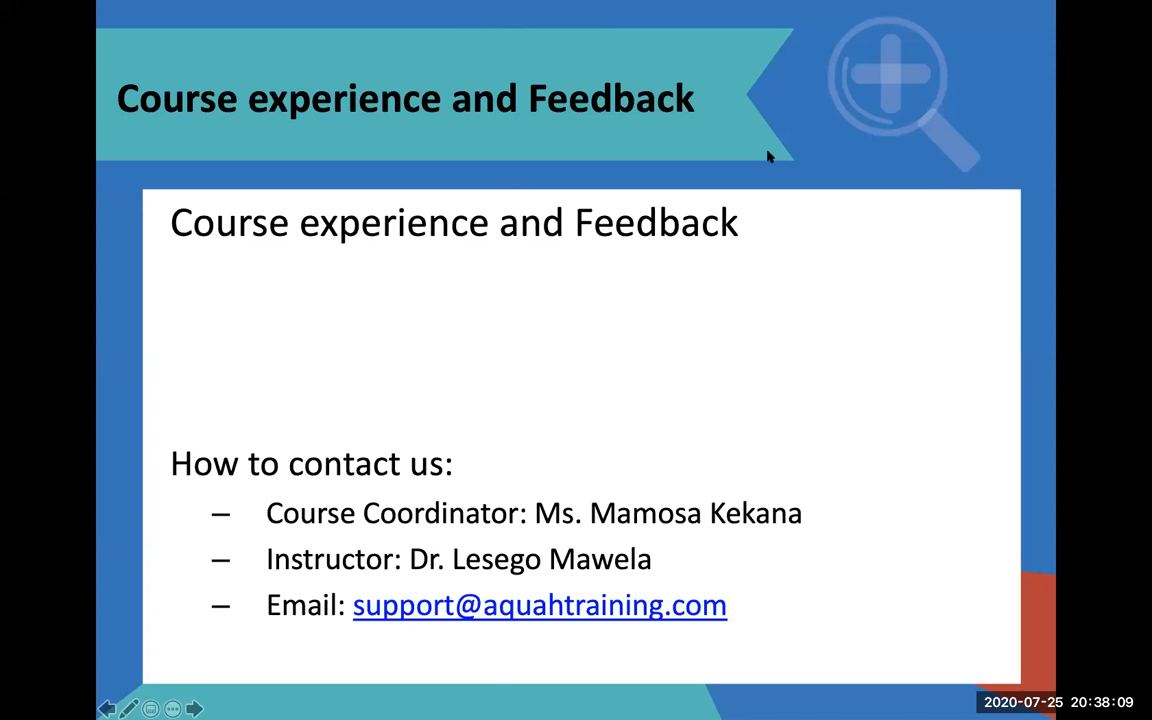 Course experience and Feedback
Course experience and Feedback
How to contact us:
– Course Coordinator: Ms. Mamosa Kekana
– Instructor: Dr. Lesego Mawela
– Email: support@aquahtraining.com
2020-07-25 20:38:09